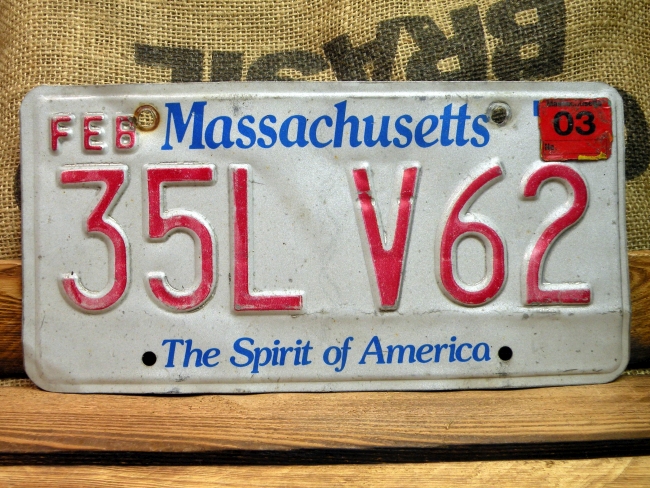 BRASIL
FEB Massachusetts 03
35L V62
The Spirit of America